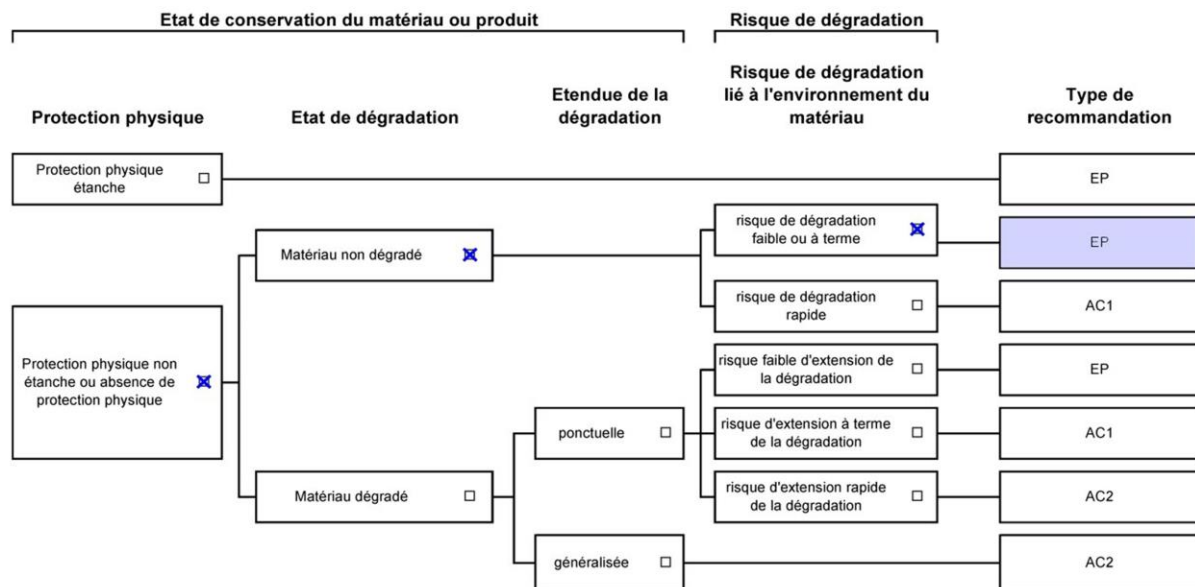 Etat de conservation du matériau ou produit
Risque de dégradation
Protection physique
Etat de dégradation
Etendue de la
dégradation
Risque de dégradation
lié à l'environnement du
matériau
Type de
recommandation
Protection physique
étanche
EP
risque de dégradation
faible ou à terme
EP
Matériau non dégradé
risque de dégradation
rapide
AC1
Protection physique non
étanche ou absence de
protection physique
risque faible d'extension de
la dégradation
EP
ponctuelle
risque d'extension à terme
de la dégradation
AC1
Matériau dégradé
risque d'extension rapide
de la dégradation
AC2
généralisée
AC2